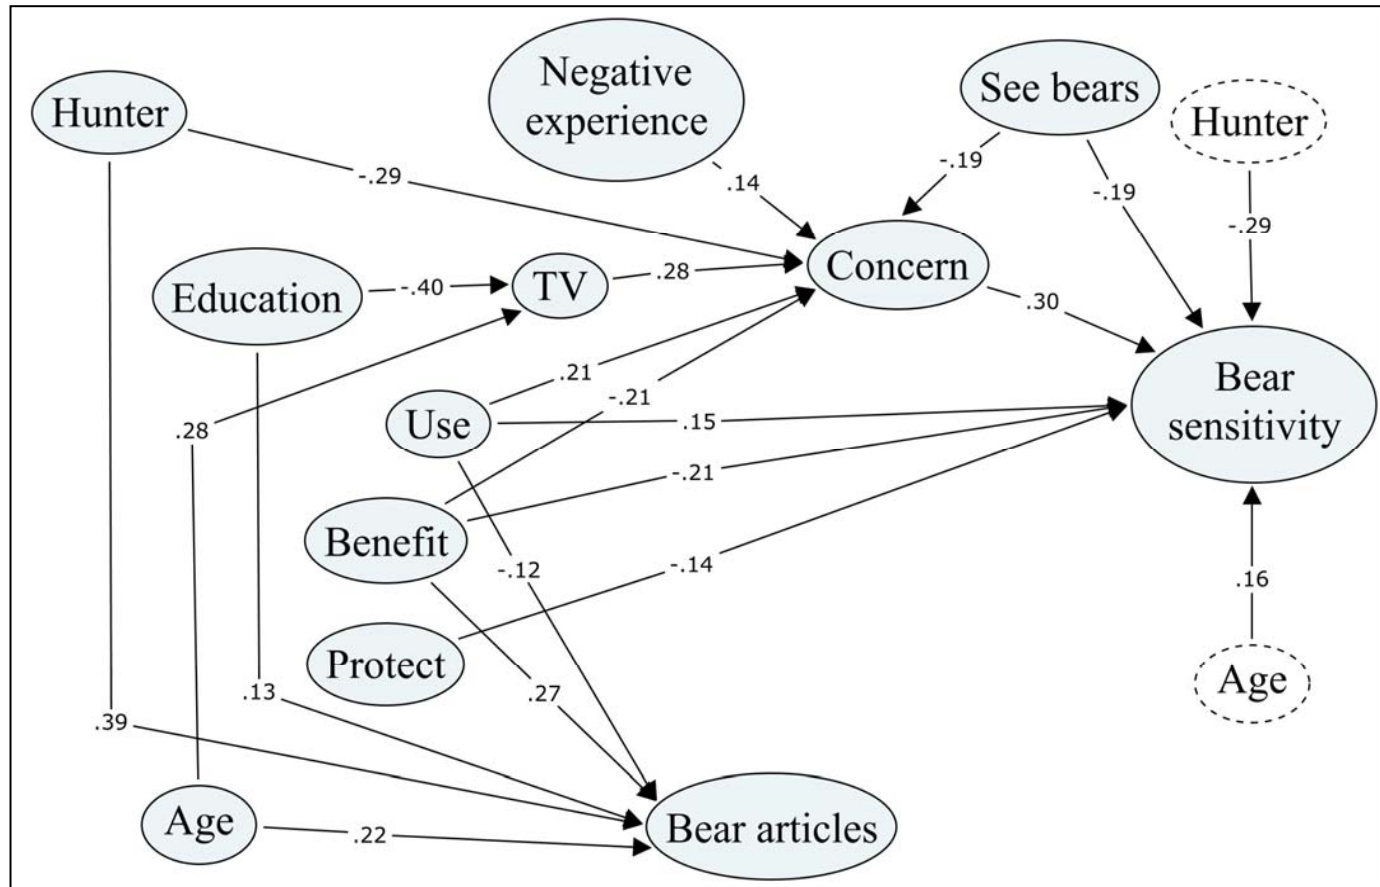 Hunter
Negative
experience
See bears
Hunter
-.29
.14
-.19
-.19
-.29
Education
-.40
TV
.28
Concern
.30
.28
Use
.21
-.21
.15
Bear
sensitivity
Benefit
-.21
-.12
-.14
Protect
.27
.16
Age
.13
.39
Age
.22
Bear articles